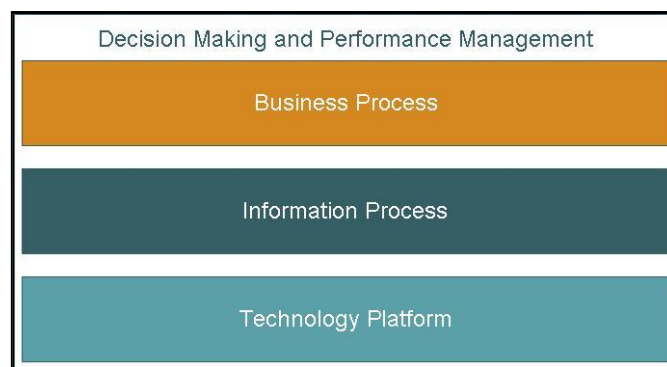 Decision Making and Performance Management
Business Process
Information Process
Technology Platform